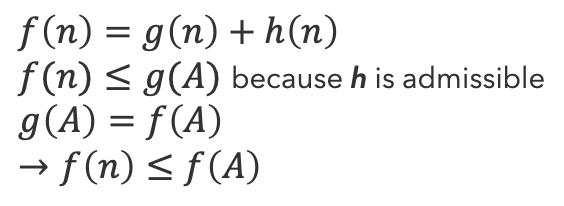 f(n) = g(n) + h(n)
f(n) ≤ g(A) because h is admissible
g(A) = f(A)
→ f(n) ≤ f(A)